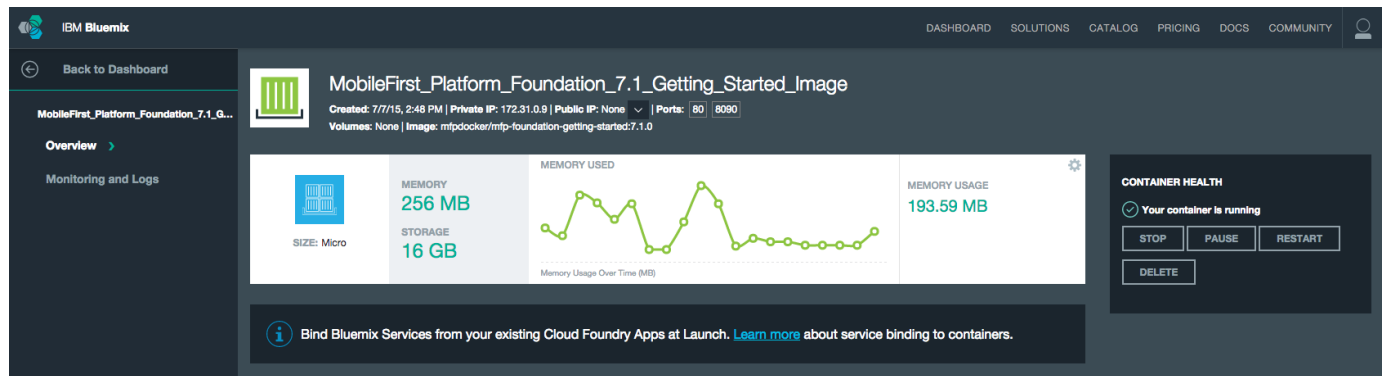 IBM Bluemix
DASHBOARD SOLUTIONS CATALOG PRICING DOCS COMMUNITY
Back to Dashboard
MobileFirst_Platform_Foundation_7.1_G...
Overview
Monitoring and Logs
MobileFirst_Platform_Foundation_7.1_Getting_Started_Image
Created: 7/7/15, 2:48 PM | Private IP: 172.31.0.9 | Public IP: None | Ports: 80 8090
Volumes: None | Image: mfpdocker/mfp-foundation-getting-started:7.1.0
SIZE: Micro
MEMORY
256 MB
STORAGE
16 GB
MEMORY USED
Memory Usage Over Time (MB)
MEMORY USAGE
193.59 MB
CONTAINER HEALTH
Your container is running
STOP PAUSE RESTART
DELETE
i Bind Bluemix Services from your existing Cloud Foundry Apps at Launch. Learn more about service binding to containers.